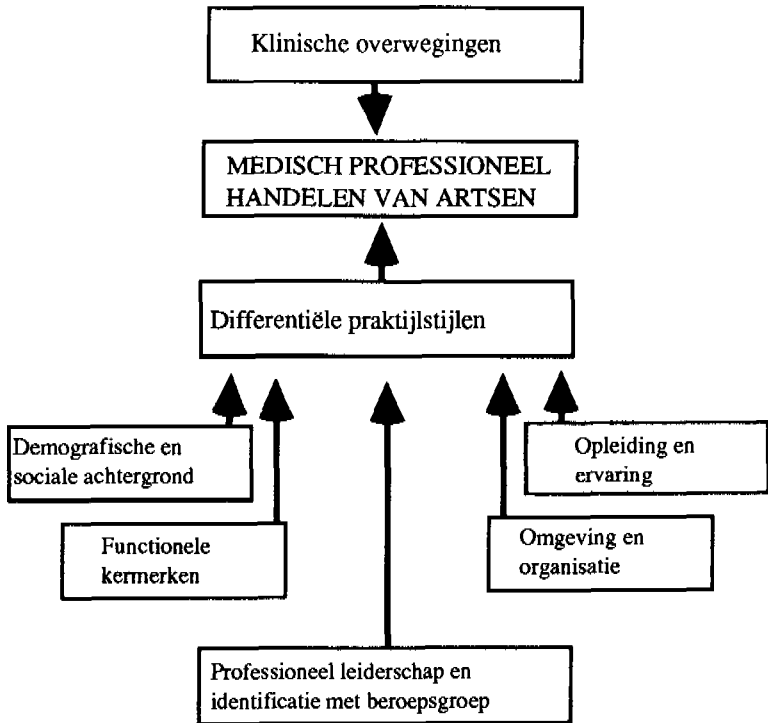 Klinische overwegingen
MEDISCH PROFESSIONEEL
HANDELEN VAN ARTSEN
Differentiële praktijlstijlen
Demografische en
sociale achtergrond
Opleiding en
ervaring
Functionele
kermerken
Omgeving en
organisatie
Professioneel leiderschap en
identificatie met beroepsgroep